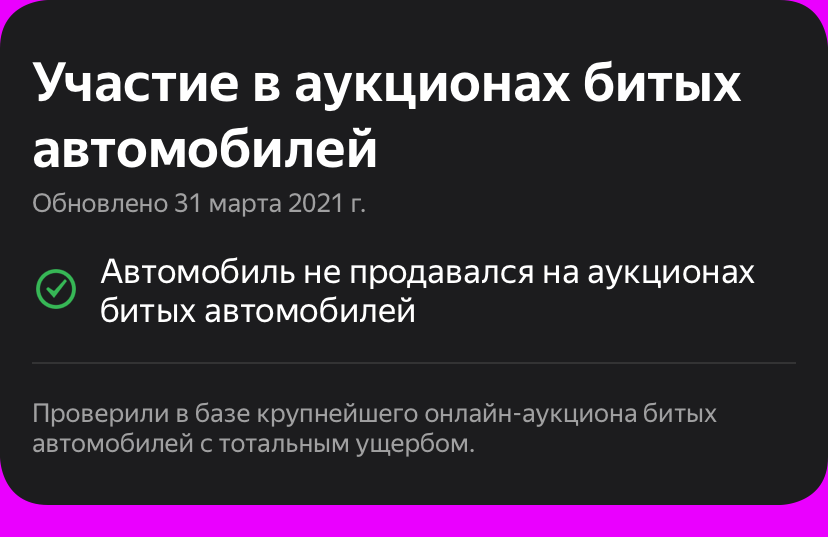 Участие в аукционах битых
автомобилей
Обновлено 31 марта 2021 г.
Автомобиль не продавался на аукционах
битых автомобилей
Проверили в базе крупнейшего онлайн-аукциона битых
автомобилей с тотальным ущербом.